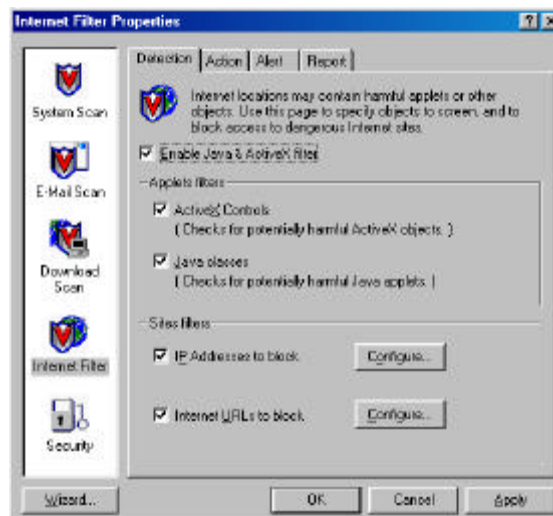 Internet Filter Properties
System Scan
E-Mail Scan
Download
Scan
Internet Filter
Security
Wizard...
Detection Action Alert Report
Internet locations may contain harmful applets or other
objects. Use this page to specify objects to screen, and to
block access to dangerous Internet sites.
Enable Java & ActiveX filter
Applets filters
ActiveX Controls
( Checks for potentially harmful ActiveX objects. )
Java classes
( Checks for potentially harmful Java applets. )
Sites filters
IP Addresses to block Configure...
Internet URLs to block Configure...
OK Cancel Apply